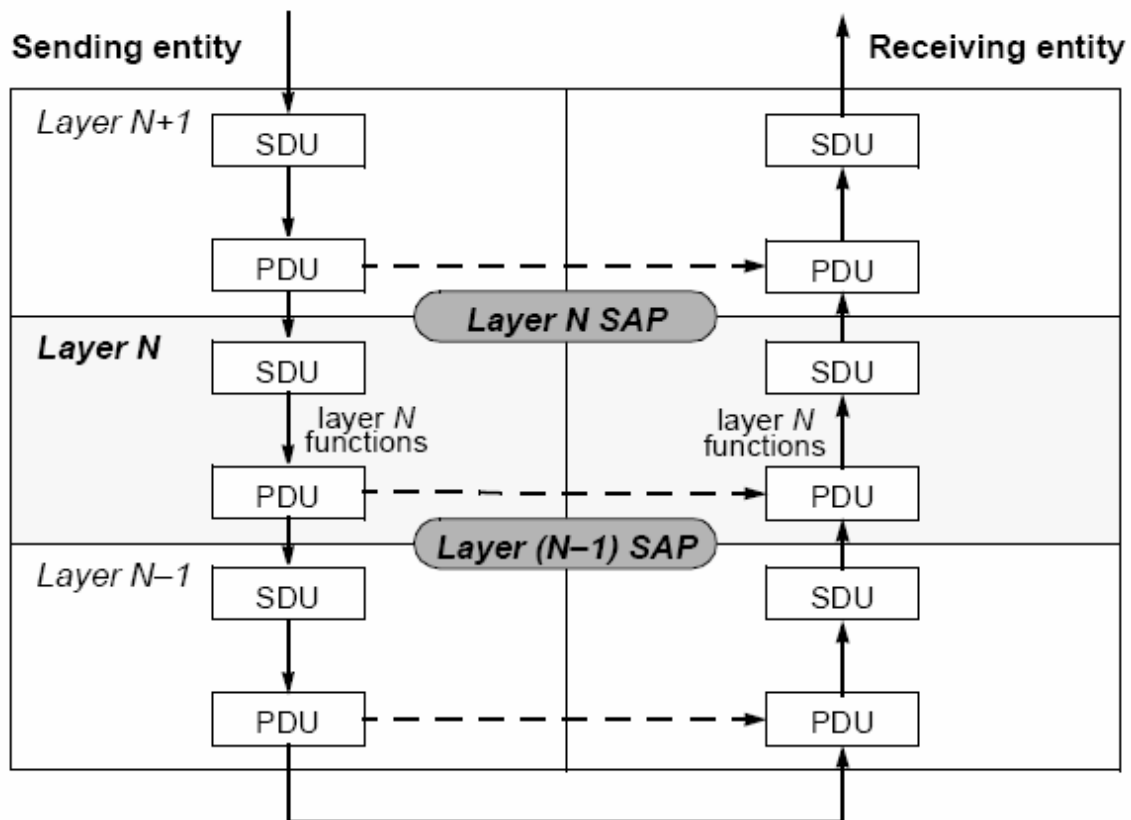 Sending entity
Receiving entity
Layer N+1
SDU
SDU
PDU
PDU
Layer N SAP
Layer N
SDU
SDU
layer N
functions
layer N
functions
PDU
PDU
Layer (N–1) SAP
Layer N–1
SDU
SDU
PDU
PDU